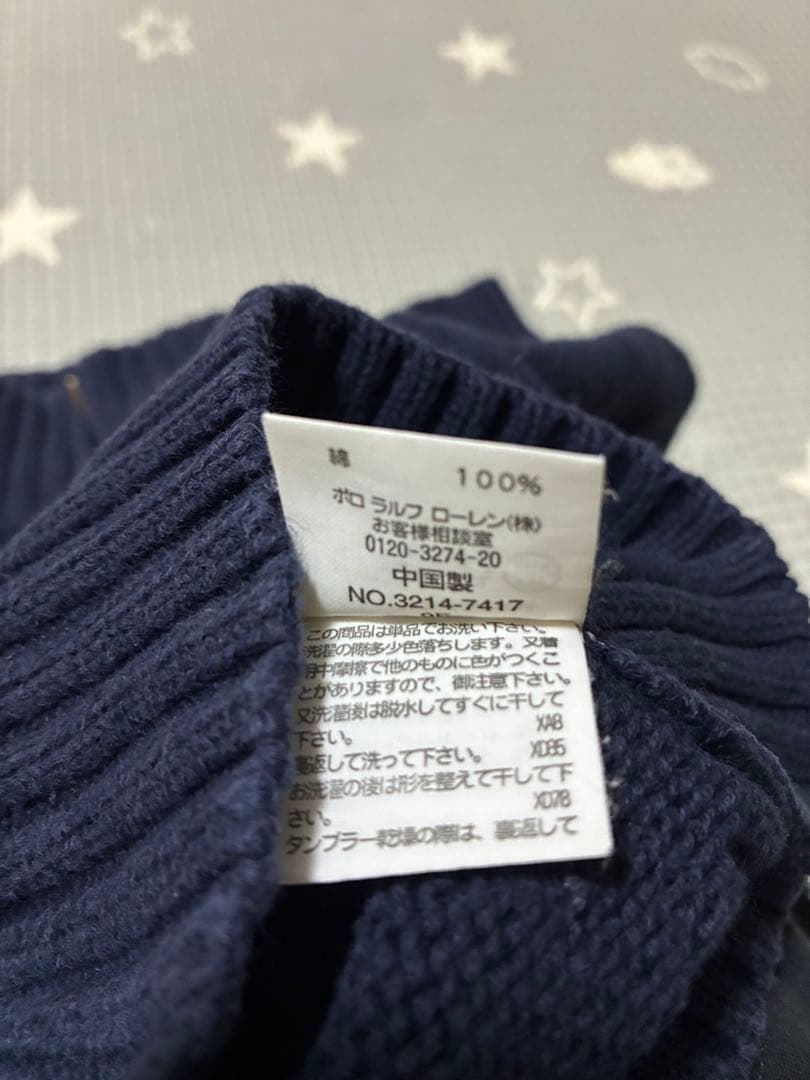 綿 100%
ポロ ラルフ ローレン(株)
お客様相談室
0120-3274-20
中国製
NO.3214-7417
この商品は単品でお洗い下さい。
洗濯の際多少色落ちします。又着
用中摩擦で他のものに色がつくこ
とがありますので、御注意下さい。
又洗濯後は脱水してすぐに干して
下さい。 XA8
裏返して洗って下さい。 XD35
お洗濯の後は形を整えて干して下
さい。 XD78
タンブラー乾燥の際は、裏返して